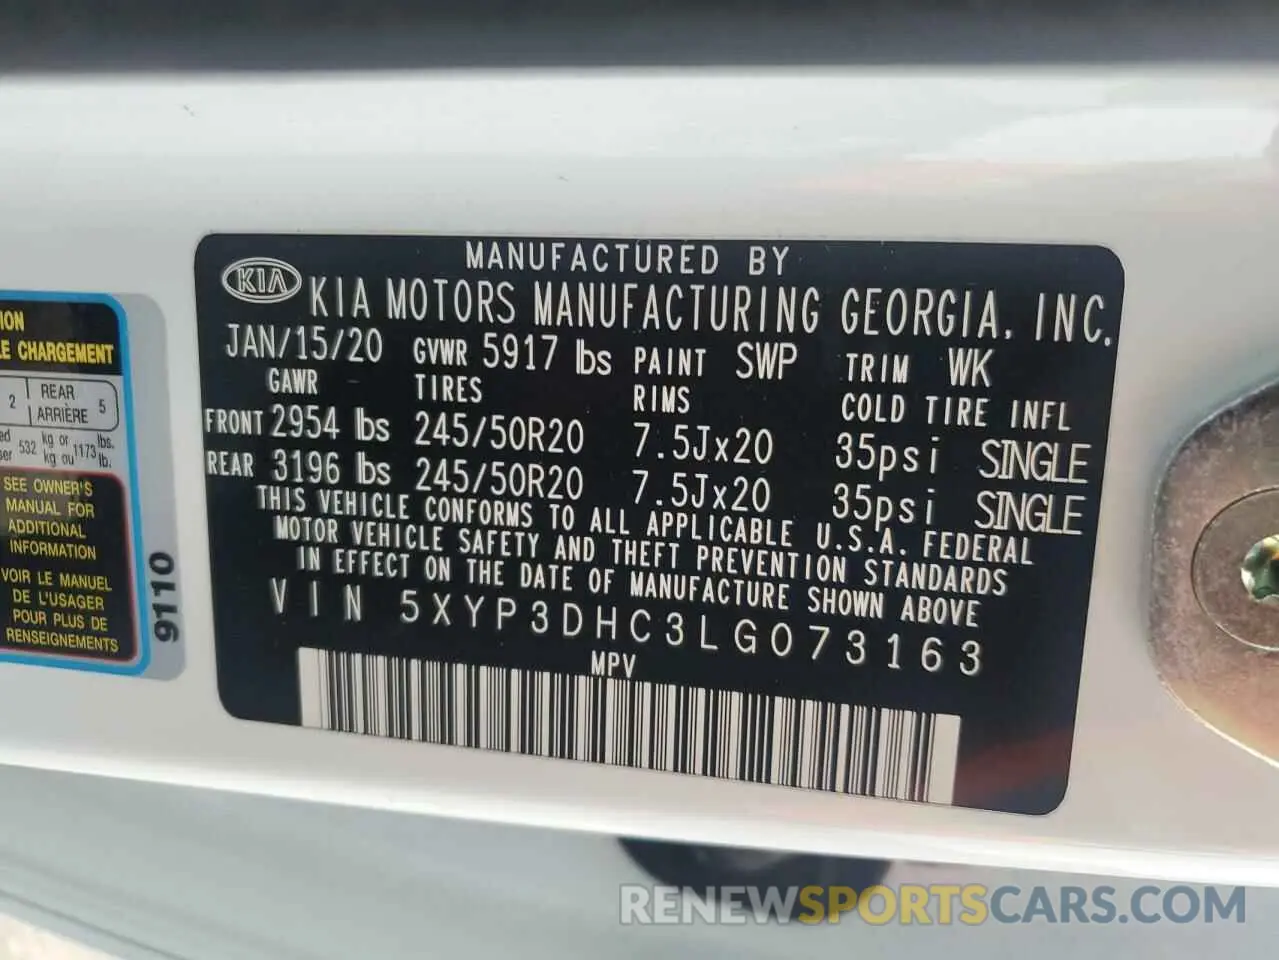 MANUFACTURED BY
KIA KIA MOTORS MANUFACTURING GEORGIA, INC.
JAN/15/20 GVWR 5917 lbs PAINT SWP TRIM WK
GAWR TIRES RIMS COLD TIRE INFL
FRONT 2954 lbs 245/50R20 7.5Jx20 35psi SINGLE
REAR 3196 lbs 245/50R20 7.5Jx20 35psi SINGLE
THIS VEHICLE CONFORMS TO ALL APPLICABLE U.S.A. FEDERAL
MOTOR VEHICLE SAFETY AND THEFT PREVENTION STANDARDS
IN EFFECT ON THE DATE OF MANUFACTURE SHOWN ABOVE
VIN 5XYP3DHC3LG073163
MPV
CHARGEMENT
2 REAR 5
ARRIÈRE
532 kg or 1173 lbs.
kg ou lb.
SEE OWNER'S
MANUAL FOR
ADDITIONAL
INFORMATION
VOIR LE MANUEL
DE L'USAGER
POUR PLUS DE
RENSEIGNEMENTS
9110
RENEWSPORTSCARS.COM